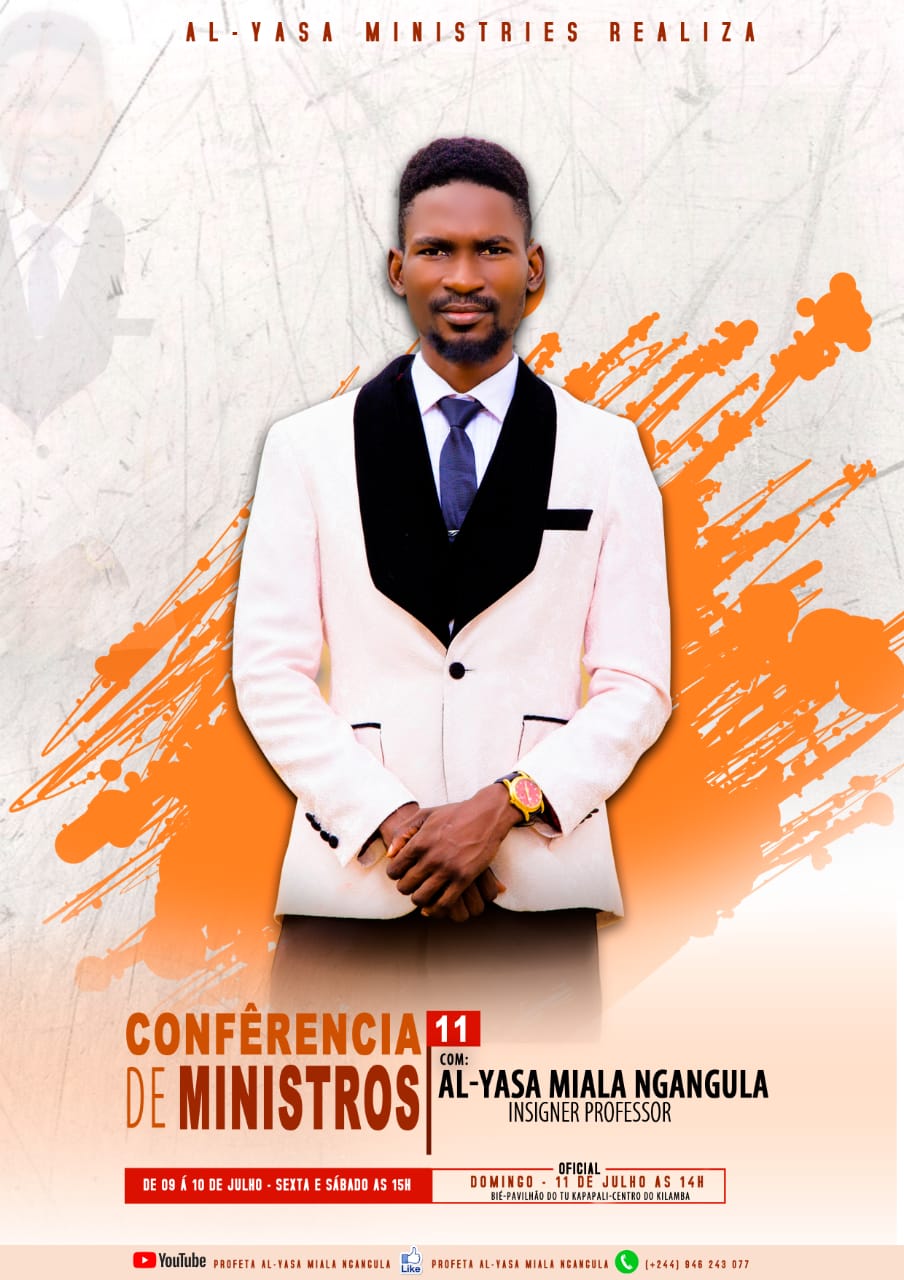 AL-YASA MINISTRIES REALIZA
CONFÊRENCIA
DE MINISTROS
11
COM:
AL-YASA MIALA NGANGULA
INSIGNER PROFESSOR
DE 09 Á 10 DE JULHO - SEXTA E SÁBADO AS 15H
OFICIAL
DOMINGO - 11 DE JULHO AS 14H
BIÉ-PAVILHÃO DO TU KAPAPALI-CENTRO DO KILAMBA
YouTube PROFETA AL-YASA MIALA NGANGULA Like PROFETA AL-YASA MIALA NGANGULA (+244) 946 243 077